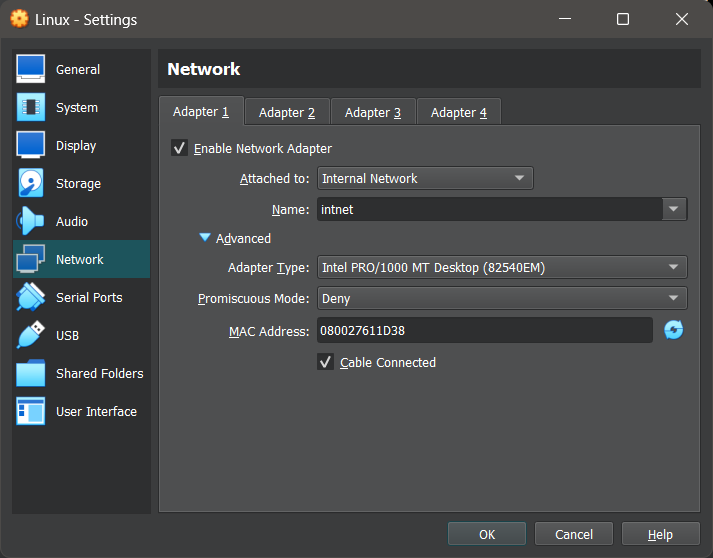 Linux - Settings
General
System
Display
Storage
Audio
Network
Serial Ports
USB
Shared Folders
User Interface
Network
Adapter 1
Adapter 2
Adapter 3
Adapter 4
Enable Network Adapter
Attached to: Internal Network
Name: intnet
Advanced
Adapter Type: Intel PRO/1000 MT Desktop (82540EM)
Promiscuous Mode: Deny
MAC Address: 080027611D38
Cable Connected
OK
Cancel
Help